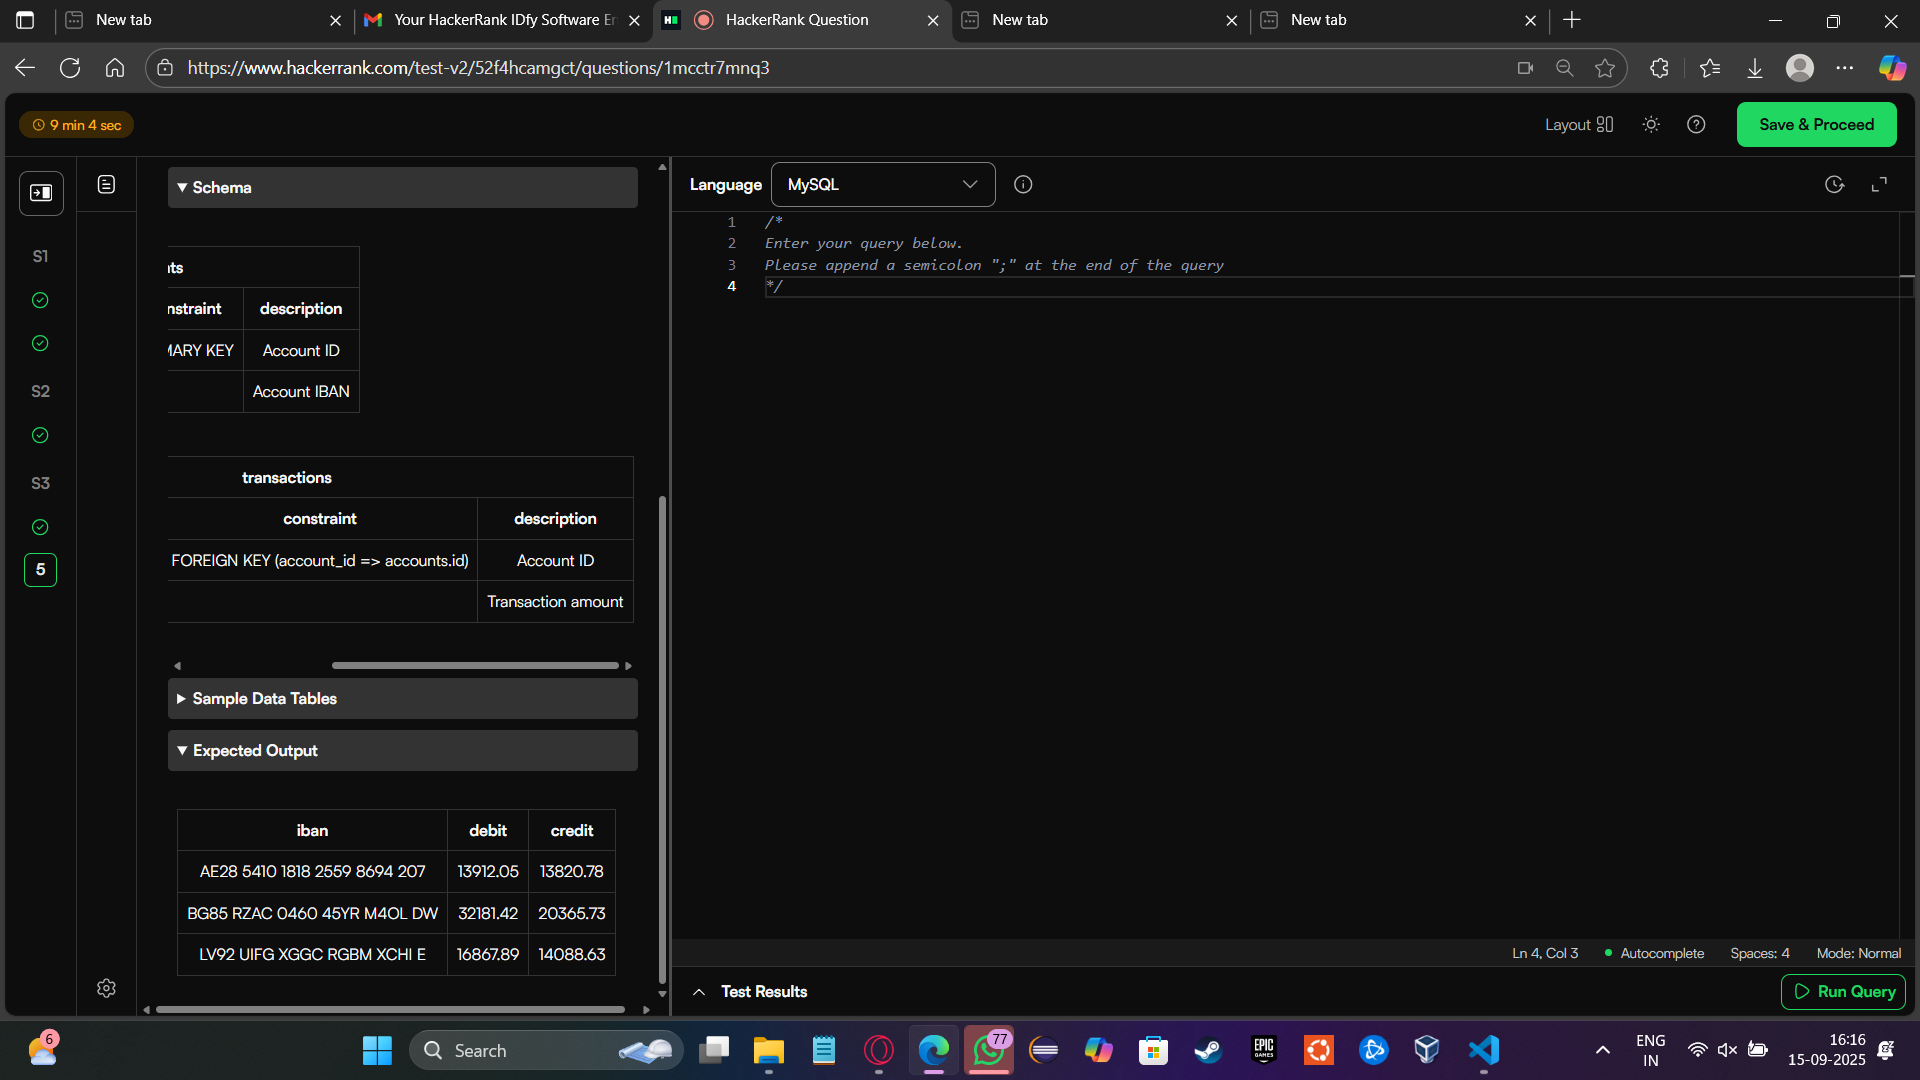 New tab
Your HackerRank IDfy Software En
HackerRank Question
New tab
New tab
https://www.hackerrank.com/test-v2/52f4hcamgct/questions/1mcctr7mnq3
9 min 4 sec
Layout
Save & Proceed
S1
S2
S3
5
▼ Schema
nts
nstraint description
MARY KEY Account ID
Account IBAN
transactions
constraint description
FOREIGN KEY (account_id => accounts.id) Account ID
Transaction amount
▶ Sample Data Tables
▼ Expected Output
iban debit credit
AE28 5410 1818 2559 8694 207 13912.05 13820.78
BG85 RZAC 0460 45YR M4OL DW 32181.42 20365.73
LV92 UIFG XGGC RGBM XCHI E 16867.89 14088.63
Language MySQL
1 /*
2 Enter your query below.
3 Please append a semicolon ";" at the end of the query
4 */
Ln 4, Col 3 Autocomplete Spaces: 4 Mode: Normal
Test Results
Run Query
6
Search
77
EPIC
GAMES
ENG
IN
16:16
15-09-2025